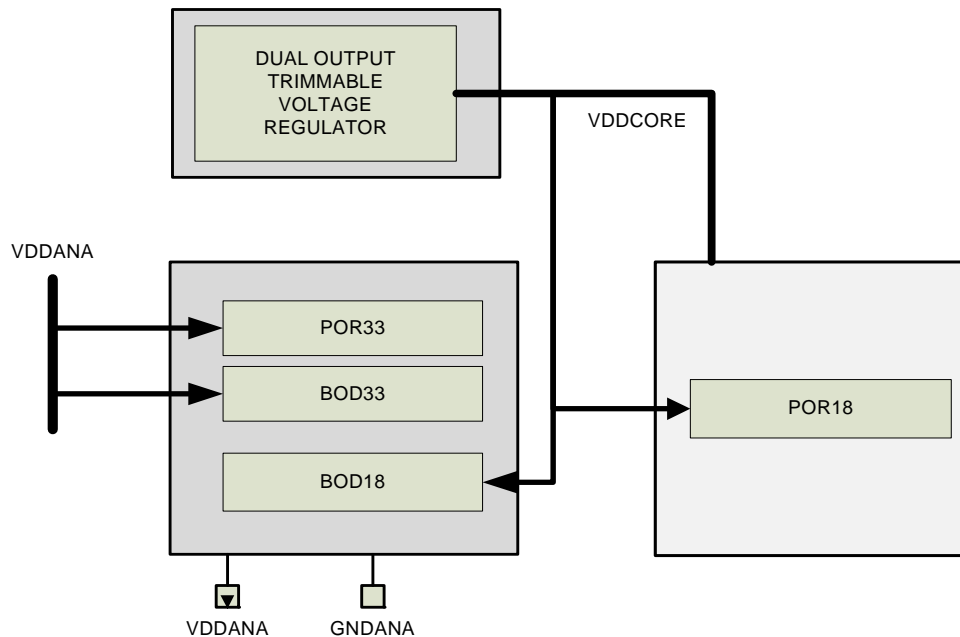 DUAL OUTPUT
TRIMMABLE
VOLTAGE
REGULATOR
VDDCORE
VDDANA
POR33
BOD33
POR18
BOD18
VDDANA
GNDANA